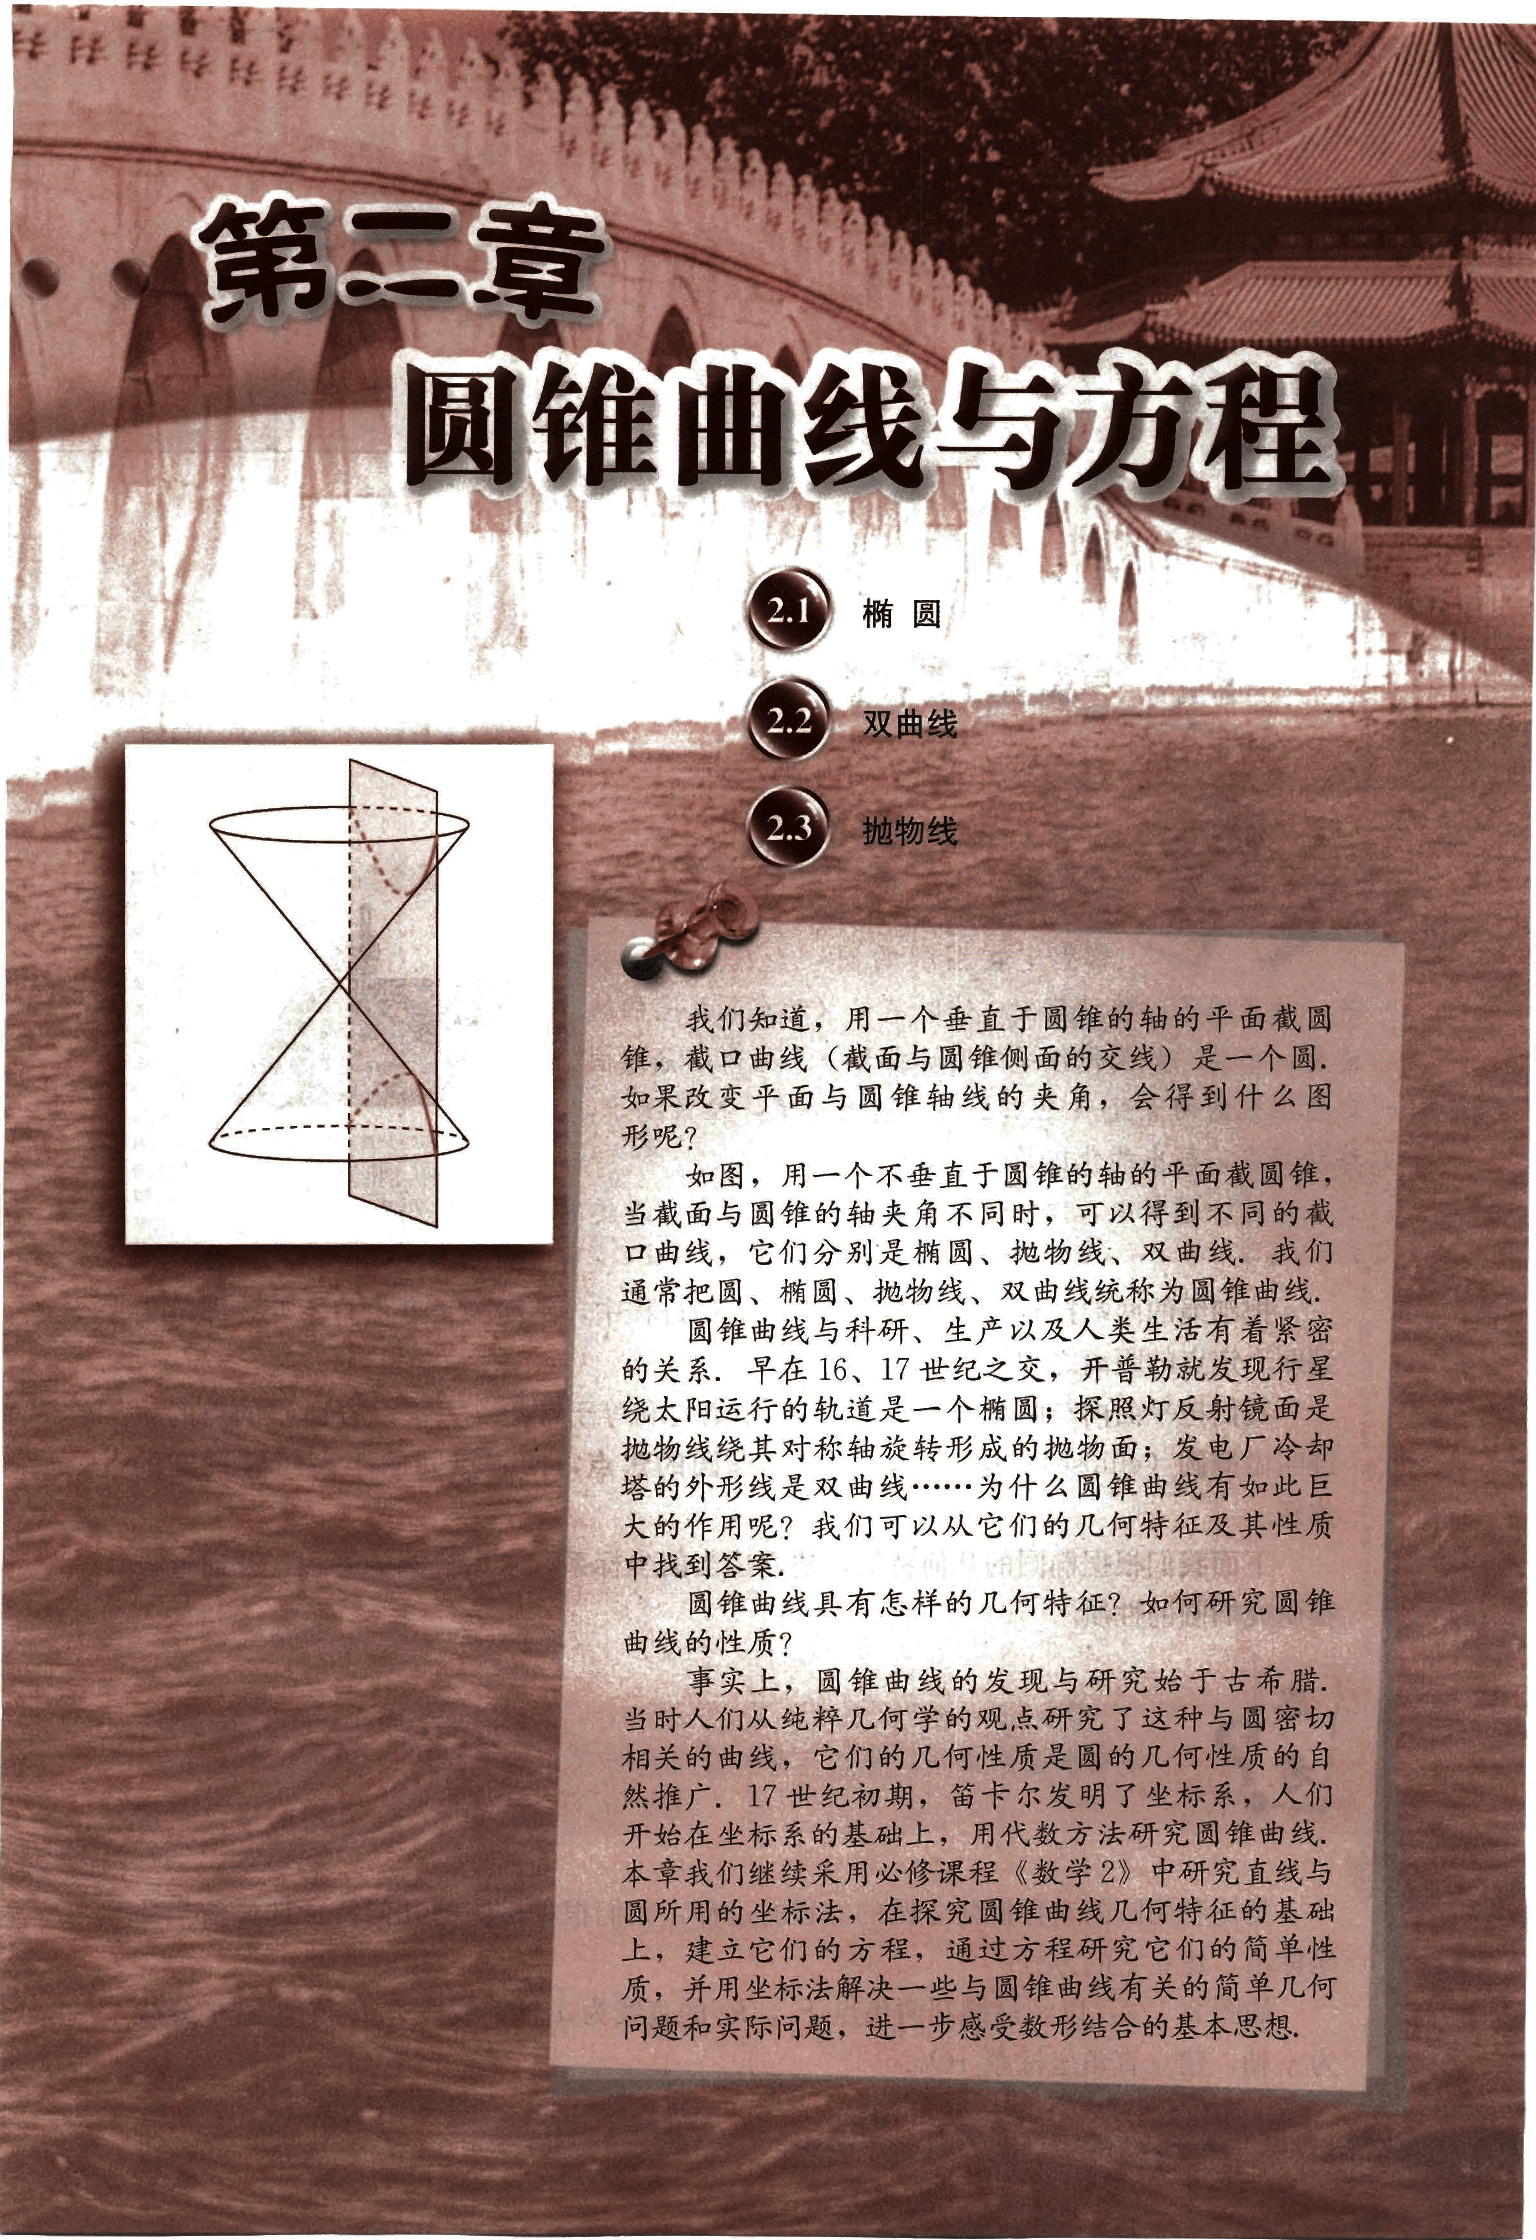 第二章
圆锥曲线与方程
2.1 椭 圆
2.2 双曲线
2.3 抛物线
我们知道，用一个垂直于圆锥的轴的平面截圆
锥，截口曲线（截面与圆锥侧面的交线）是一个圆．
如果改变平面与圆锥轴线的夹角，会得到什么图
形呢？
如图，用一个不垂直于圆锥的轴的平面截圆锥，
当截面与圆锥的轴夹角不同时，可以得到不同的截
口曲线，它们分别是椭圆、抛物线、双曲线．我们
通常把圆、椭圆、抛物线、双曲线统称为圆锥曲线．
圆锥曲线与科研、生产以及人类生活有着紧密
的关系．早在 16、17 世纪之交，开普勒就发现行星
绕太阳运行的轨道是一个椭圆；探照灯反射镜面是
抛物线绕其对称轴旋转形成的抛物面；发电厂冷却
塔的外形线是双曲线……为什么圆锥曲线有如此巨
大的作用呢？我们可以从它们的几何特征及其性质
中找到答案．
圆锥曲线具有怎样的几何特征？如何研究圆锥
曲线的性质？
事实上，圆锥曲线的发现与研究始于古希腊．
当时人们从纯粹几何学的观点研究了这种与圆密切
相关的曲线，它们的几何性质是圆的几何性质的自
然推广．17 世纪初期，笛卡尔发明了坐标系，人们
开始在坐标系的基础上，用代数方法研究圆锥曲线．
本章我们继续采用必修课程《数学 2》中研究直线与
圆所用的坐标法，在探究圆锥曲线几何特征的基础
上，建立它们的方程，通过方程研究它们的简单性
质，并用坐标法解决一些与圆锥曲线有关的简单几何
问题和实际问题，进一步感受数形结合的基本思想．